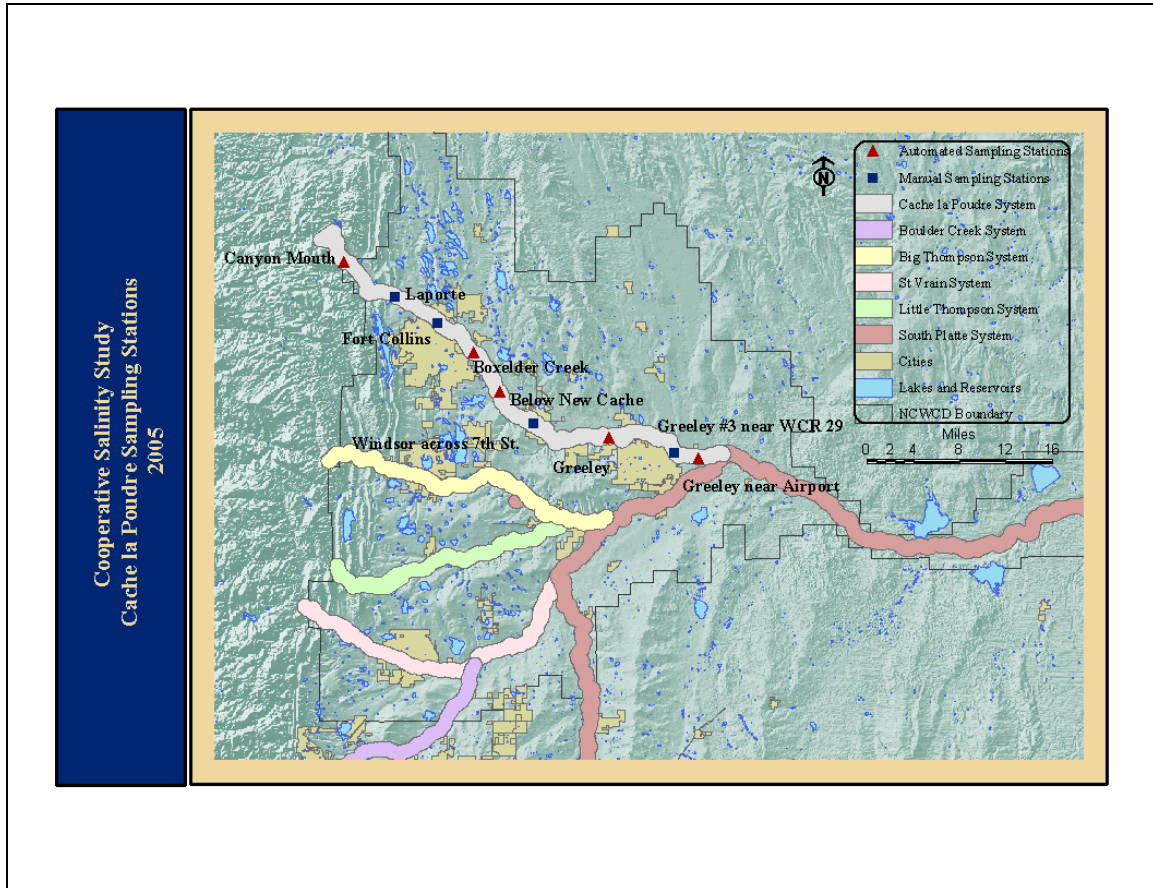 Cooperative Salinity Study
Cache la Poudre Sampling Stations
2005
N
Automated Sampling Stations
Manual Sampling Stations
Cache la Poudre System
Boulder Creek System
Big Thompson System
St Vrain System
Little Thompson System
South Platte System
Cities
Lakes and Reservoirs
NCWCD Boundary
Miles
0 2 4 8 12 16
Canyon Mouth
Laporte
Fort Collins
Boxelder Creek
Below New Cache
Windsor across 7th St.
Greeley #3 near WCR 29
Greeley
Greeley near Airport